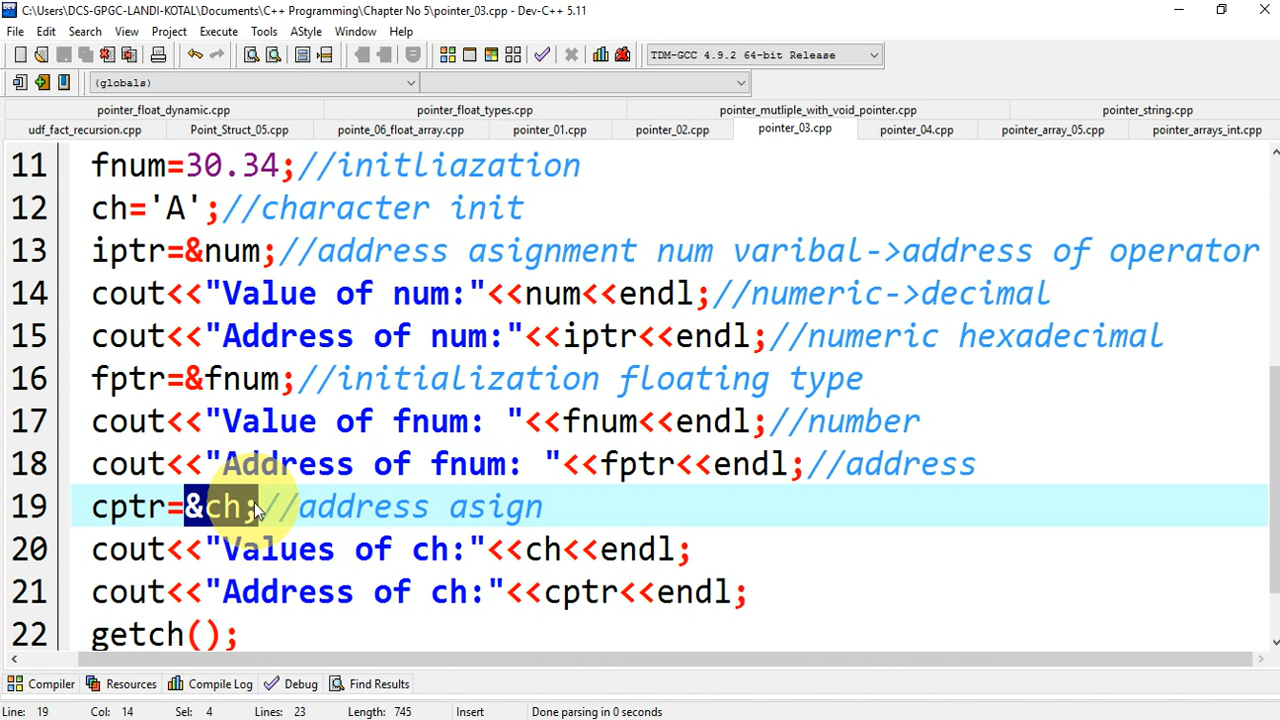 C:\Users\DCS-GPGC-LANDI-KOTAL\Documents\C++ Programming\Chapter No 5\pointer_03.cpp - Dev-C++ 5.11
File Edit Search View Project Execute Tools AStyle Window Help
TDM-GCC 4.9.2 64-bit Release
(globals)
pointer_float_dynamic.cpp pointer_float_types.cpp pointer_mutliple_with_void_pointer.cpp pointer_string.cpp
udf_fact_recursion.cpp Point_Struct_05.cpp pointe_06_float_array.cpp pointer_01.cpp pointer_02.cpp pointer_03.cpp pointer_04.cpp pointer_array_05.cpp pointer_arrays_int.cpp
11 fnum=30.34;//initliazation
12 ch='A';//character init
13 iptr=&num;//address asignment num varibal->address of operator
14 cout<<"Value of num:"<<num<<endl;//numeric->decimal
15 cout<<"Address of num:"<<iptr<<endl;//numeric hexadecimal
16 fptr=&fnum;//initialization floating type
17 cout<<"Value of fnum: "<<fnum<<endl;//number
18 cout<<"Address of fnum: "<<fptr<<endl;//address
19 cptr=&ch;//address asign
20 cout<<"Values of ch:"<<ch<<endl;
21 cout<<"Address of ch:"<<cptr<<endl;
22 getch();
Compiler Resources Compile Log Debug Find Results
Line: 19 Col: 14 Sel: 4 Lines: 23 Length: 745 Insert Done parsing in 0 seconds